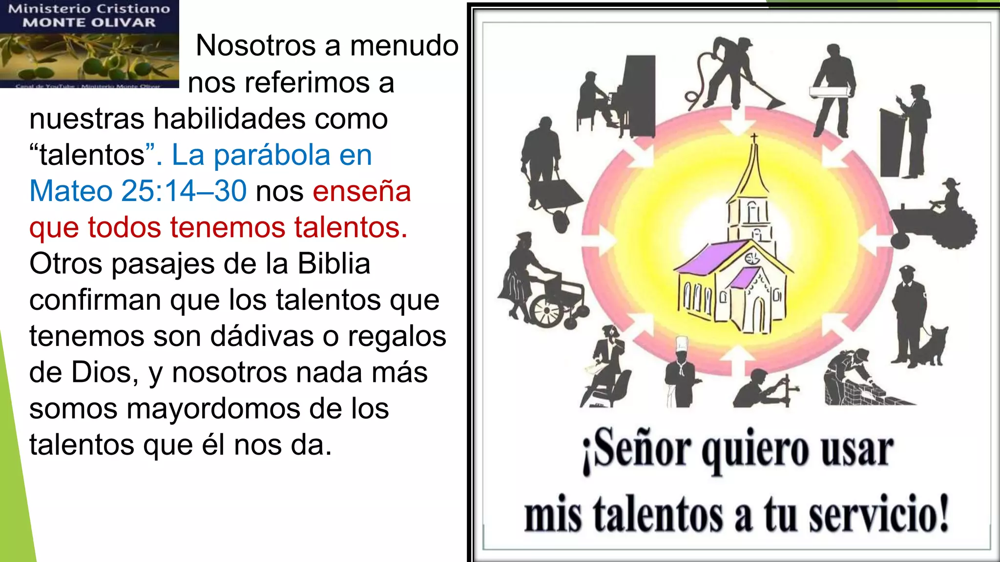 Ministerio Cristiano
MONTE OLIVAR
Canal de YouTube : Ministerio Monte Olivar
Nosotros a menudo
nos referimos a
nuestras habilidades como
“talentos”. La parábola en
Mateo 25:14–30 nos enseña
que todos tenemos talentos.
Otros pasajes de la Biblia
confirman que los talentos que
tenemos son dádivas o regalos
de Dios, y nosotros nada más
somos mayordomos de los
talentos que él nos da.
¡Señor quiero usar
mis talentos a tu servicio!